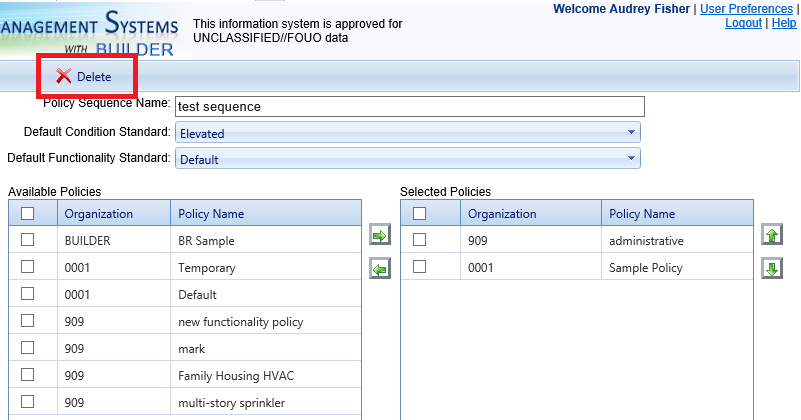 Welcome Audrey Fisher | User Preferences |
Logout | Help
ANAGEMENT SYSTEMS
WITH BUILDER
This information system is approved for
UNCLASSIFIED//FOUO data
Delete
Policy Sequence Name: test sequence
Default Condition Standard: Elevated
Default Functionality Standard: Default
Available Policies
Organization Policy Name
BUILDER BR Sample
0001 Temporary
0001 Default
909 new functionality policy
909 mark
909 Family Housing HVAC
909 multi-story sprinkler
Selected Policies
Organization Policy Name
909 administrative
0001 Sample Policy